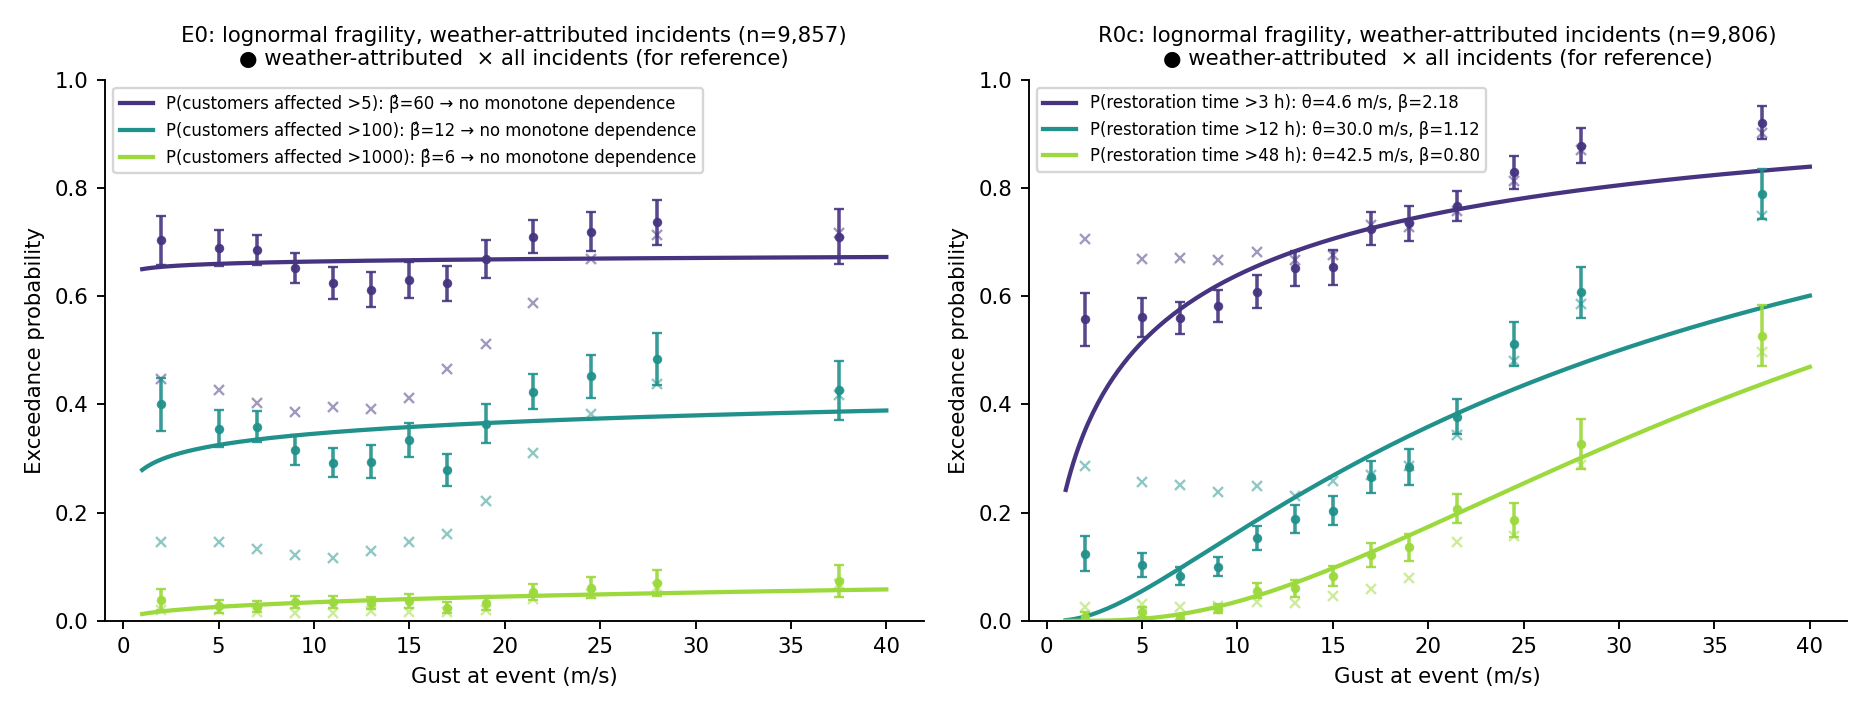 E0: lognormal fragility, weather-attributed incidents (n=9,857)
● weather-attributed × all incidents (for reference)
P(customers affected >5): β̂=60 → no monotone dependence
P(customers affected >100): β̂=12 → no monotone dependence
P(customers affected >1000): β̂=6 → no monotone dependence
Exceedance probability
1.0
0.8
0.6
0.4
0.2
0.0
0 5 10 15 20 25 30 35 40
Gust at event (m/s)
R0c: lognormal fragility, weather-attributed incidents (n=9,806)
● weather-attributed × all incidents (for reference)
P(restoration time >3 h): θ=4.6 m/s, β=2.18
P(restoration time >12 h): θ=30.0 m/s, β=1.12
P(restoration time >48 h): θ=42.5 m/s, β=0.80
Exceedance probability
1.0
0.8
0.6
0.4
0.2
0.0
0 5 10 15 20 25 30 35 40
Gust at event (m/s)